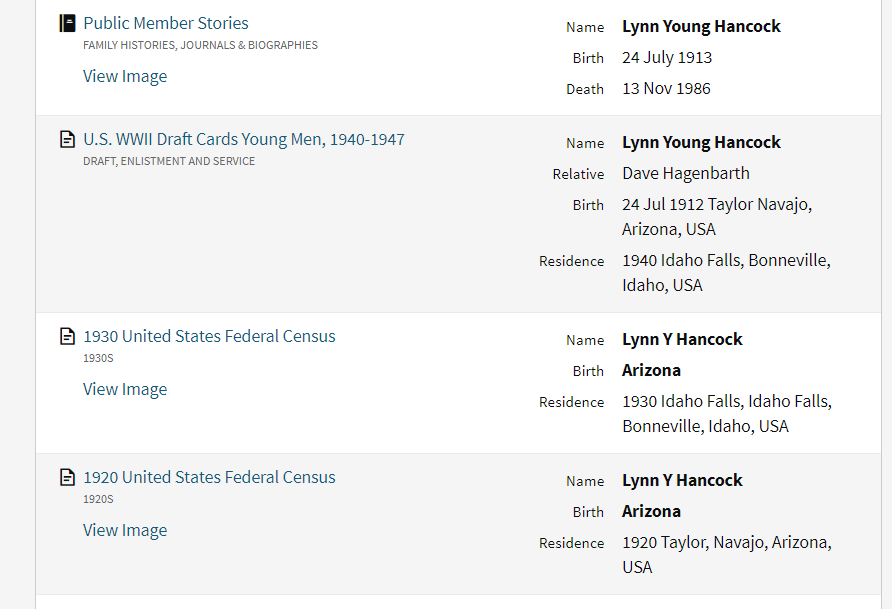 Public Member Stories
FAMILY HISTORIES, JOURNALS & BIOGRAPHIES
View Image
Name Lynn Young Hancock
Birth 24 July 1913
Death 13 Nov 1986
U.S. WWII Draft Cards Young Men, 1940-1947
DRAFT, ENLISTMENT AND SERVICE
Name Lynn Young Hancock
Relative Dave Hagenbarth
Birth 24 Jul 1912 Taylor Navajo,
Arizona, USA
Residence 1940 Idaho Falls, Bonneville,
Idaho, USA
1930 United States Federal Census
1930S
View Image
Name Lynn Y Hancock
Birth Arizona
Residence 1930 Idaho Falls, Idaho Falls,
Bonneville, Idaho, USA
1920 United States Federal Census
1920S
View Image
Name Lynn Y Hancock
Birth Arizona
Residence 1920 Taylor, Navajo, Arizona,
USA